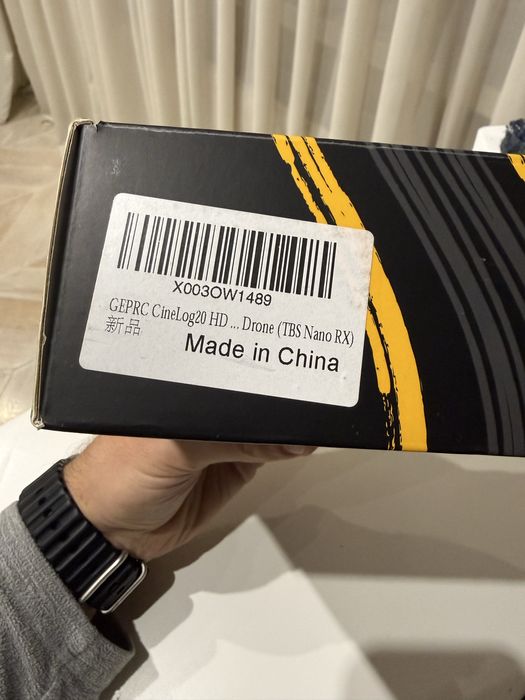 X003OW1489
GEPRC CineLog20 HD ... Drone (TBS Nano RX)
新品
Made in China